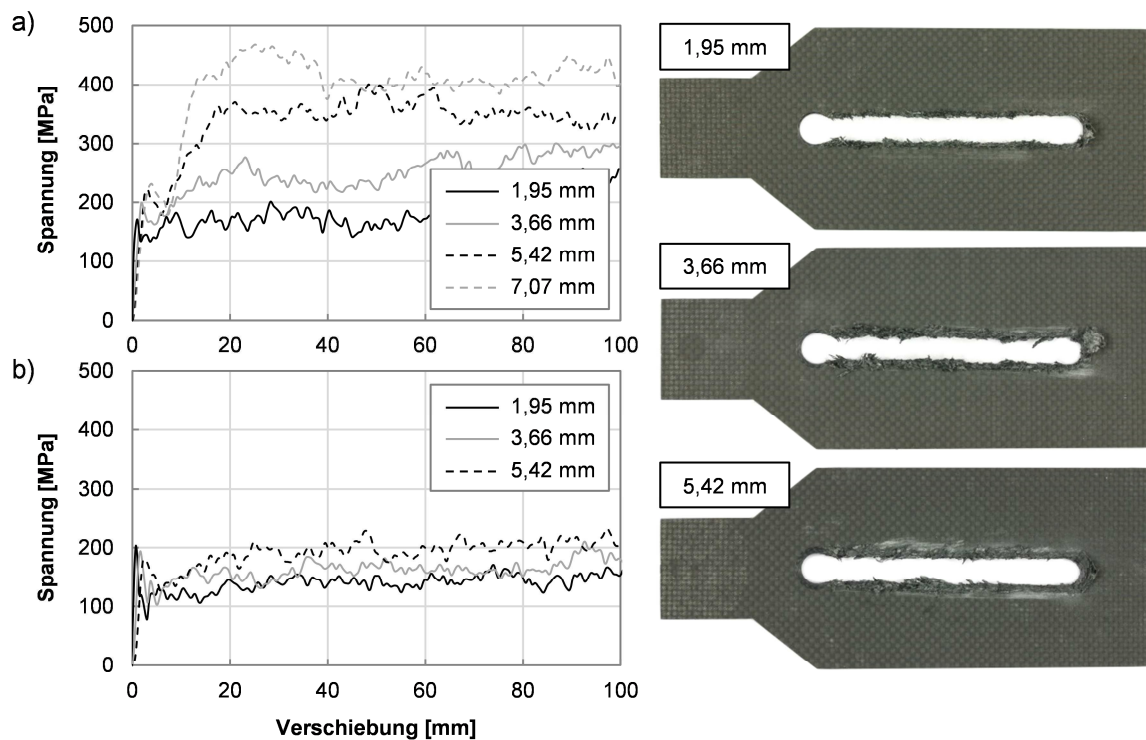 a)
Spannung [MPa]
500
400
300
200
100
0
1,95 mm
3,66 mm
5,42 mm
7,07 mm
0 20 40 60 80 100
b)
Spannung [MPa]
500
400
300
200
100
0
1,95 mm
3,66 mm
5,42 mm
0 20 40 60 80 100
Verschiebung [mm]
1,95 mm
3,66 mm
5,42 mm